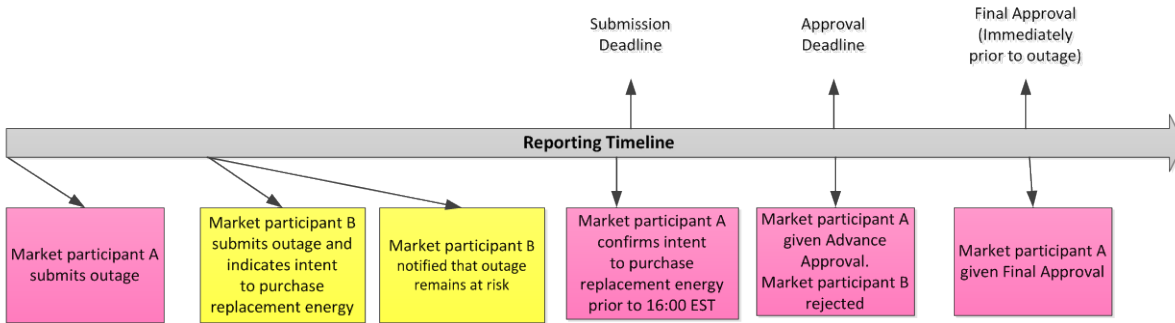 Submission
Deadline
Approval
Deadline
Final Approval
(Immediately
prior to outage)
Reporting Timeline
Market participant A
submits outage
Market participant B
submits outage and
indicates intent
to purchase
replacement energy
Market participant B
notified that outage
remains at risk
Market participant A
confirms intent
to purchase
replacement energy
prior to 16:00 EST
Market participant A
given Advance
Approval.
Market participant B
rejected
Market participant A
given Final Approval